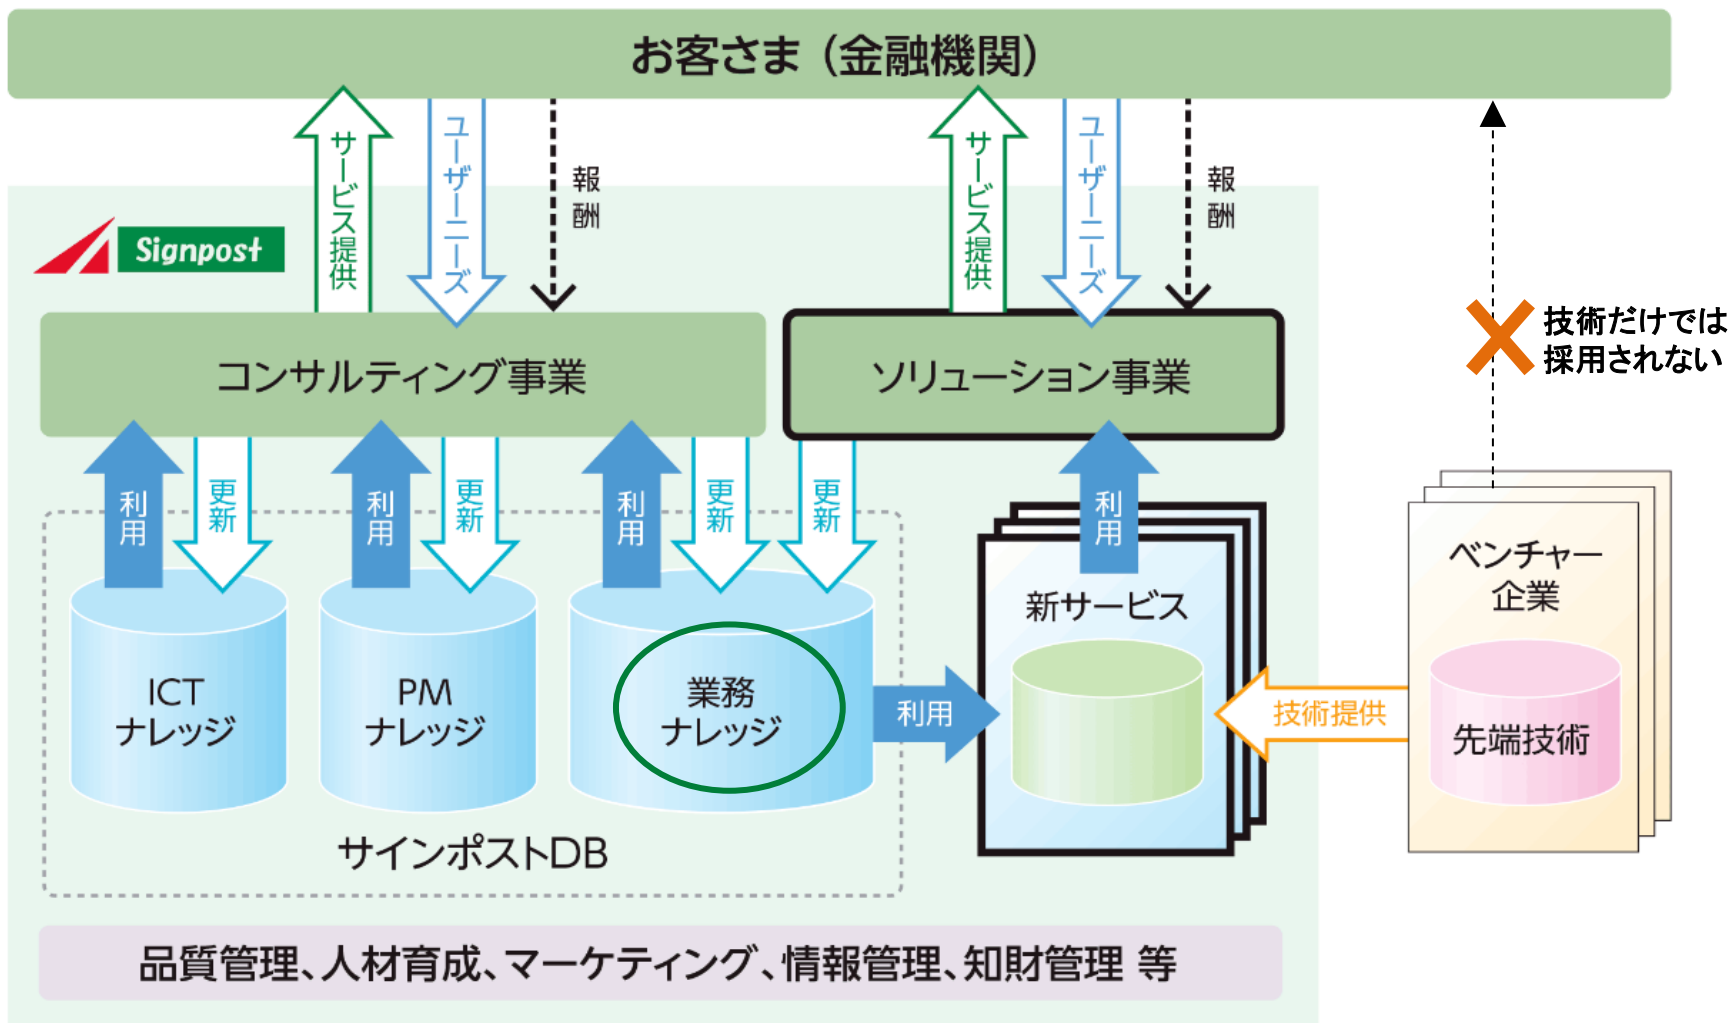 お客さま（金融機関）
サービス提供
ユーザーニーズ
報酬
サービス提供
ユーザーニーズ
報酬
Signpost
技術だけでは
採用されない
コンサルティング事業
ソリューション事業
利用
更新
利用
更新
利用
更新
更新
利用
ICT
ナレッジ
PM
ナレッジ
業務
ナレッジ
サインポストDB
利用
新サービス
技術提供
ベンチャー
企業
先端技術
品質管理、人材育成、マーケティング、情報管理、知財管理 等